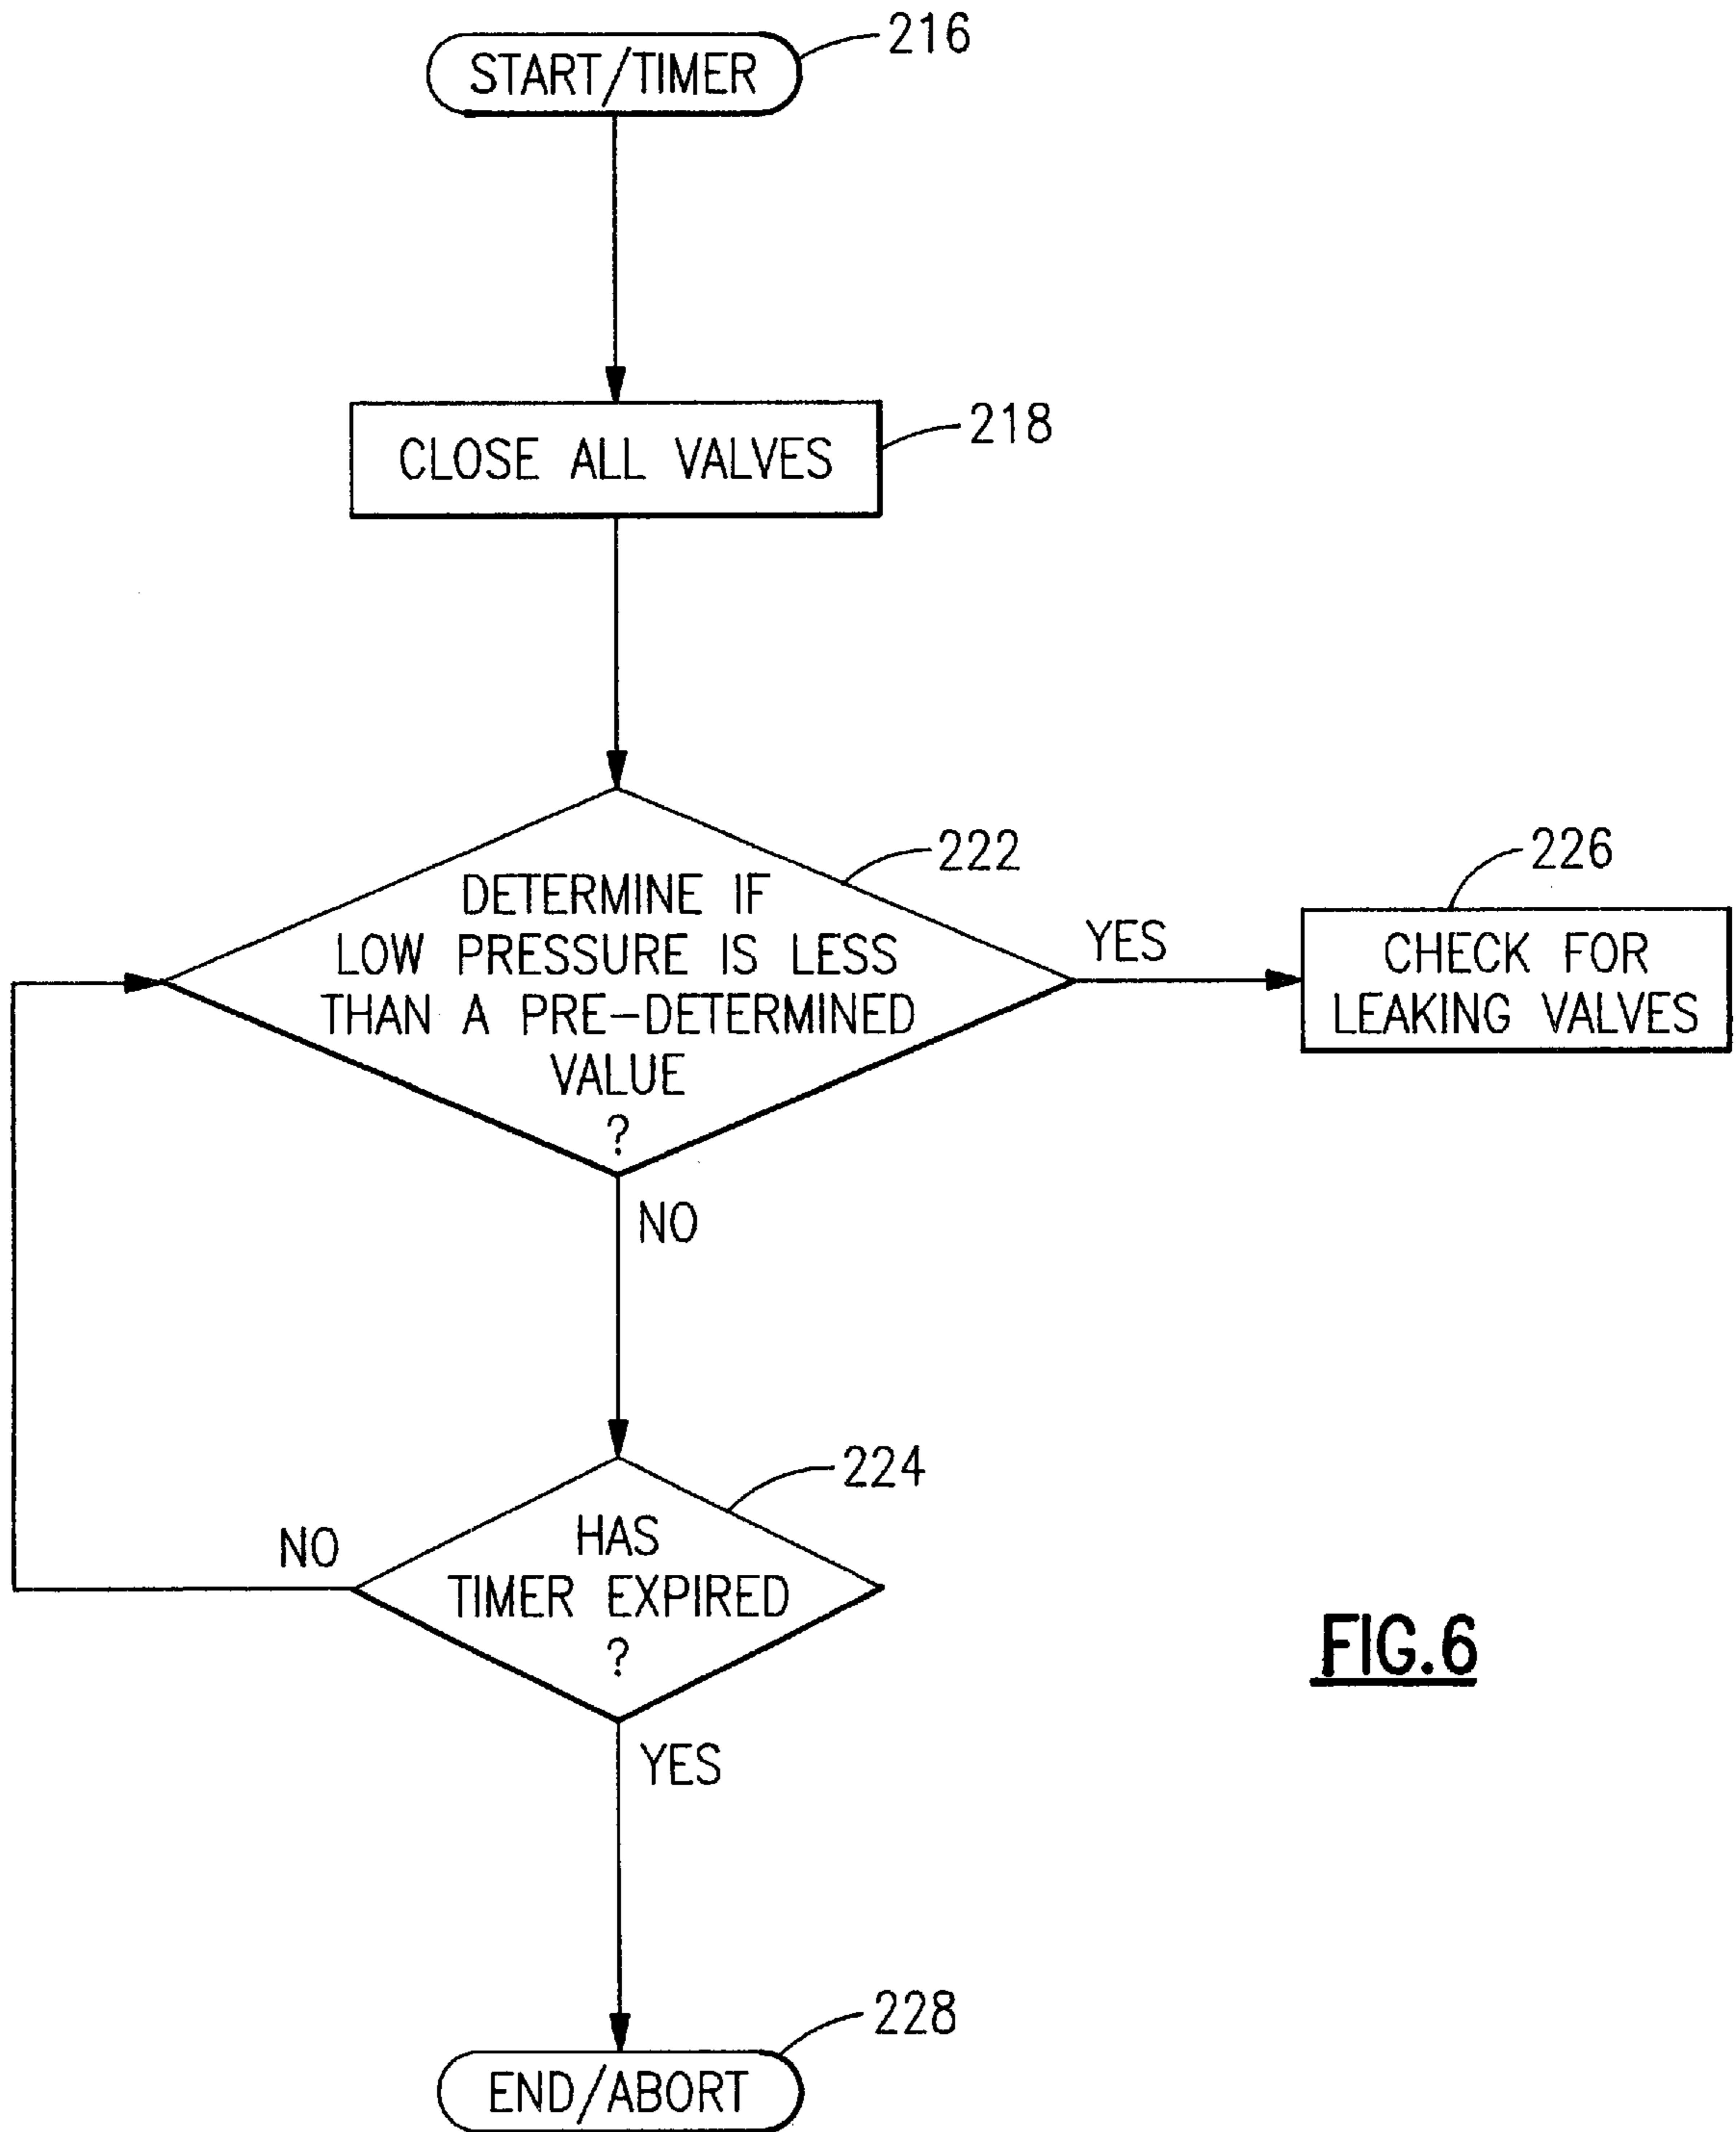 START/TIMER
216
CLOSE ALL VALVES
218
222
DETERMINE IF
LOW PRESSURE IS LESS
THAN A PRE-DETERMINED
VALUE
?
YES
226
CHECK FOR
LEAKING VALVES
NO
224
HAS
TIMER EXPIRED
?
NO
YES
FIG.6
228
END/ABORT